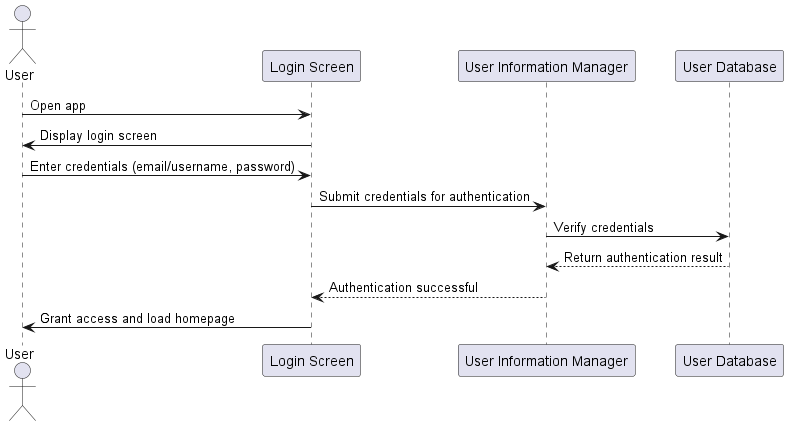 User
Login Screen
User Information Manager
User Database
Open app
Display login screen
Enter credentials (email/username, password)
Submit credentials for authentication
Verify credentials
Return authentication result
Authentication successful
Grant access and load homepage
User
Login Screen
User Information Manager
User Database